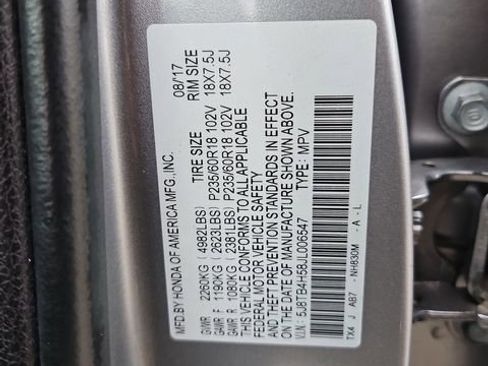 MFD.BY HONDA OF AMERICA MFG.,INC. 08/17
TIRE SIZE RIM SIZE
GVWR 2260KG (4982LBS)
GAWR F 1190KG (2623LBS) P235/60R18 102V 18X7.5J
GAWR R 1080KG (2381LBS) P235/60R18 102V 18X7.5J
THIS VEHICLE CONFORMS TO ALL APPLICABLE
FEDERAL MOTOR VEHICLE SAFETY
AND THEFT PREVENTION STANDARDS IN EFFECT
ON THE DATE OF MANUFACTURE SHOWN ABOVE.
V.I.N.: 5J8TB4H58JL006547 TYPE: MPV
TX4 J AB7 - NH830M - A - L